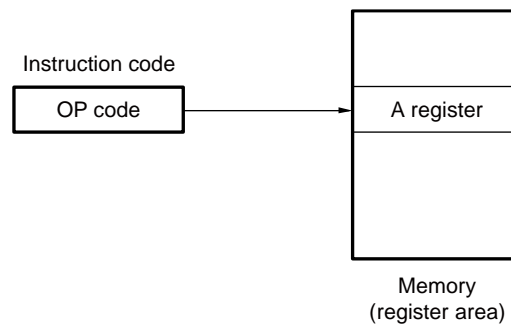 Instruction code
OP code
A register
Memory
(register area)